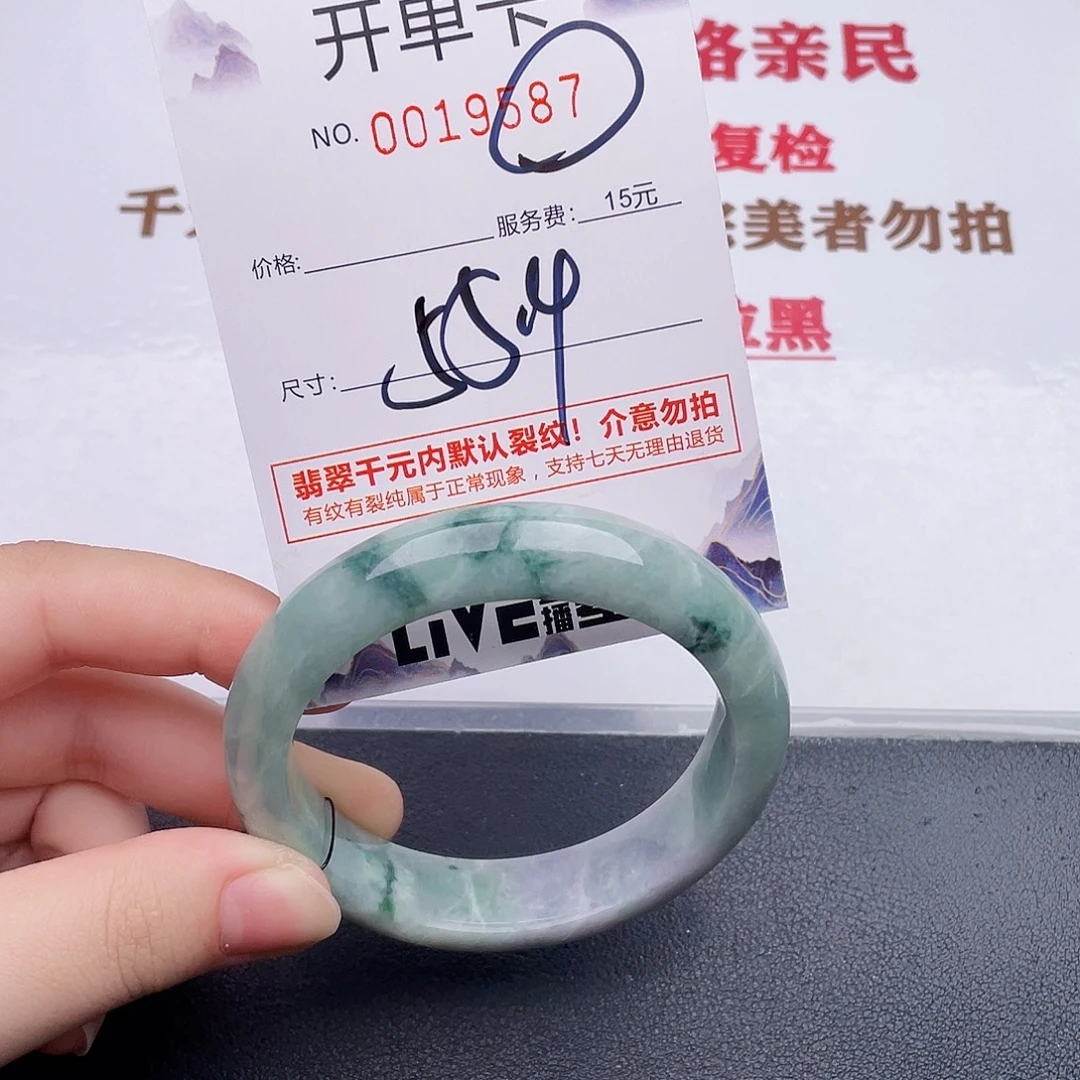 开单卡
NO. 0019587
服务费：15元
价格:
尺寸：55.4
翡翠千元内默认裂纹！介意勿拍
有纹有裂纯属于正常现象，支持七天无理由退货
LIVE
亲民
复检
千
美者勿拍
拉黑